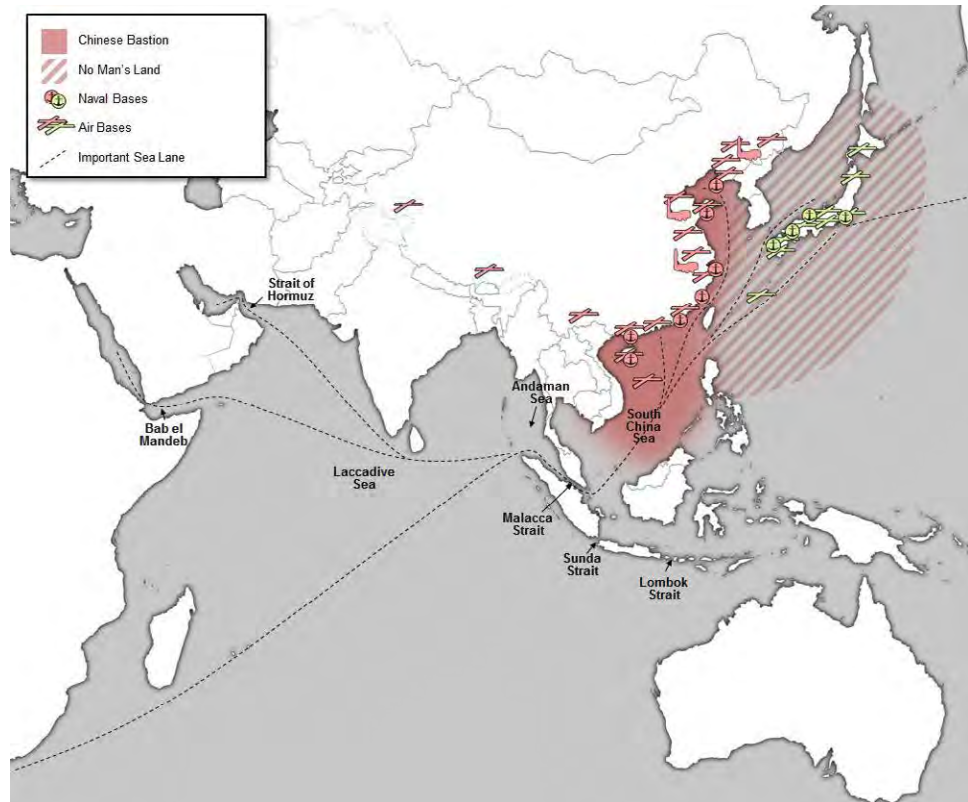 Chinese Bastion
No Man's Land
Naval Bases
Air Bases
Important Sea Lane
Strait of
Hormuz
Bab el
Mandeb
Laccadive
Sea
Andaman
Sea
South
China
Sea
Malacca
Strait
Sunda
Strait
Lombok
Strait